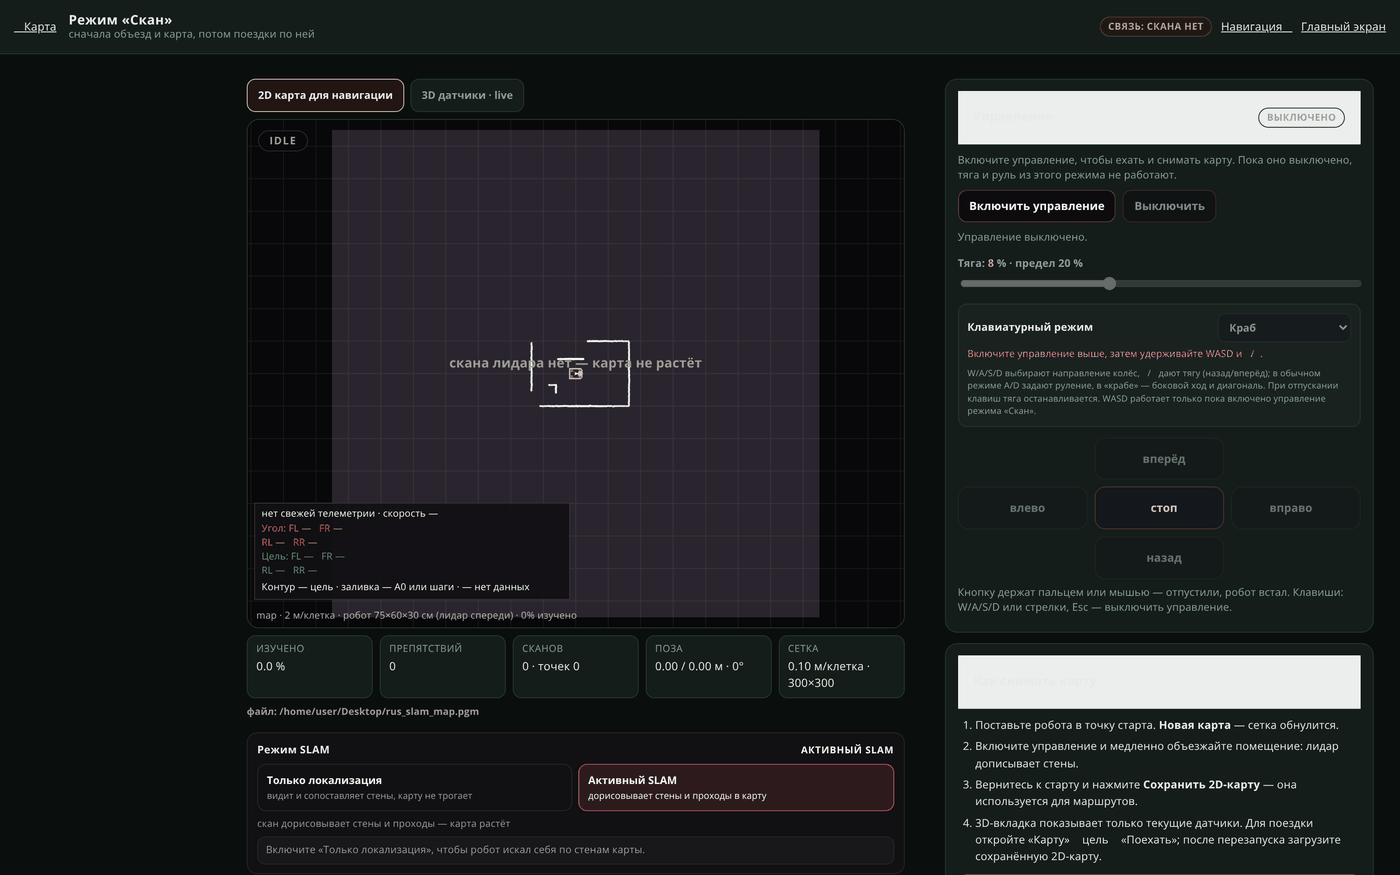 Карта
Режим «Скан»
сначала объезд и карта, потом поездки по ней
СВЯЗЬ: СКАНА НЕТ
Навигация
Главный экран
2D карта для навигации
3D датчики · live
IDLE
скана лидара нет — карта не растёт
нет свежей телеметрии · скорость —
Угол: FL — FR —
RL — RR —
Цель: FL — FR —
RL — RR —
Контур — цель · заливка — A0 или шаги · — нет данных
map · 2 м/клетка · робот 75×60×30 см (лидар спереди) · 0% изучено
ИЗУЧЕНО
0.0 %
ПРЕПЯТСТВИЙ
0
СКАНОВ
0 · точек 0
ПОЗА
0.00 / 0.00 м · 0°
СЕТКА
0.10 м/клетка ·
300×300
файл: /home/user/Desktop/rus_slam_map.pgm
Режим SLAM
АКТИВНЫЙ SLAM
Только локализация
видит и сопоставляет стены, карту не трогает
Активный SLAM
дорисовывает стены и проходы в карту
скан дорисовывает стены и проходы — карта растёт
Включите «Только локализация», чтобы робот искал себя по стенам карты.
Управление
ВЫКЛЮЧЕНО
Включите управление, чтобы ехать и снимать карту. Пока оно выключено,
тяга и руль из этого режима не работают.
Включить управление
Выключить
Управление выключено.
Тяга: 8 % · предел 20 %
Клавиатурный режим
Краб
Включите управление выше, затем удерживайте WASD и / .
W/A/S/D выбирают направление колёс, / дают тягу (назад/вперёд); в обычном
режиме A/D задают руление, в «крабе» — боковой ход и диагональ. При отпускании
клавиш тяга останавливается. WASD работает только пока включено управление
режима «Скан».
вперёд
влево
стоп
вправо
назад
Кнопку держат пальцем или мышью — отпустили, робот встал. Клавиши:
W/A/S/D или стрелки, Esc — выключить управление.
Как снимать карту
1. Поставьте робота в точку старта. Новая карта — сетка обнулится.
2. Включите управление и медленно объезжайте помещение: лидар
дописывает стены.
3. Вернитесь к старту и нажмите Сохранить 2D-карту — она
используется для маршрутов.
4. 3D-вкладка показывает только текущие датчики. Для поездки
откройте «Карту» цель «Поехать»; после перезапуска загрузите
сохранённую 2D-карту.